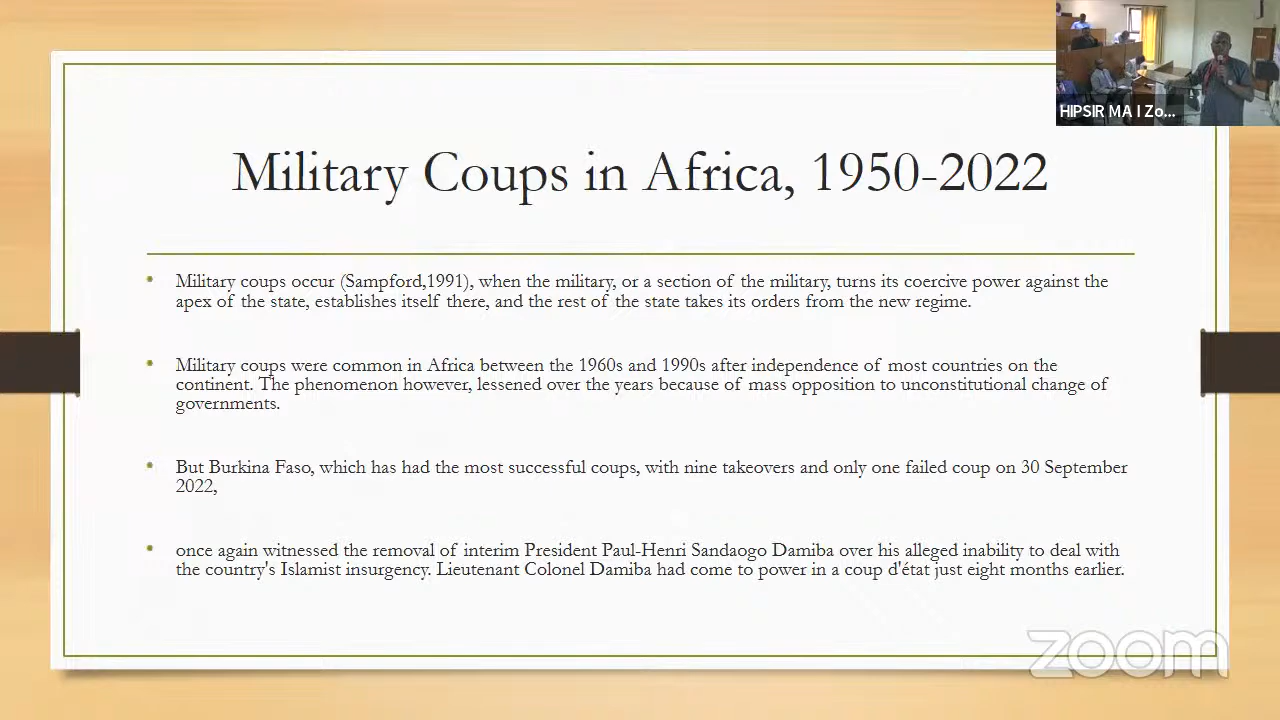 HIPSIR MA I Zo...
Military Coups in Africa, 1950-2022
• Military coups occur (Sampford,1991), when the military, or a section of the military, turns its coercive power against the
apex of the state, establishes itself there, and the rest of the state takes its orders from the new regime.
• Military coups were common in Africa between the 1960s and 1990s after independence of most countries on the
continent. The phenomenon however, lessened over the years because of mass opposition to unconstitutional change of
governments.
• But Burkina Faso, which has had the most successful coups, with nine takeovers and only one failed coup on 30 September
2022,
• once again witnessed the removal of interim President Paul-Henri Sandaogo Damiba over his alleged inability to deal with
the country's Islamist insurgency. Lieutenant Colonel Damiba had come to power in a coup d'état just eight months earlier.
zoom